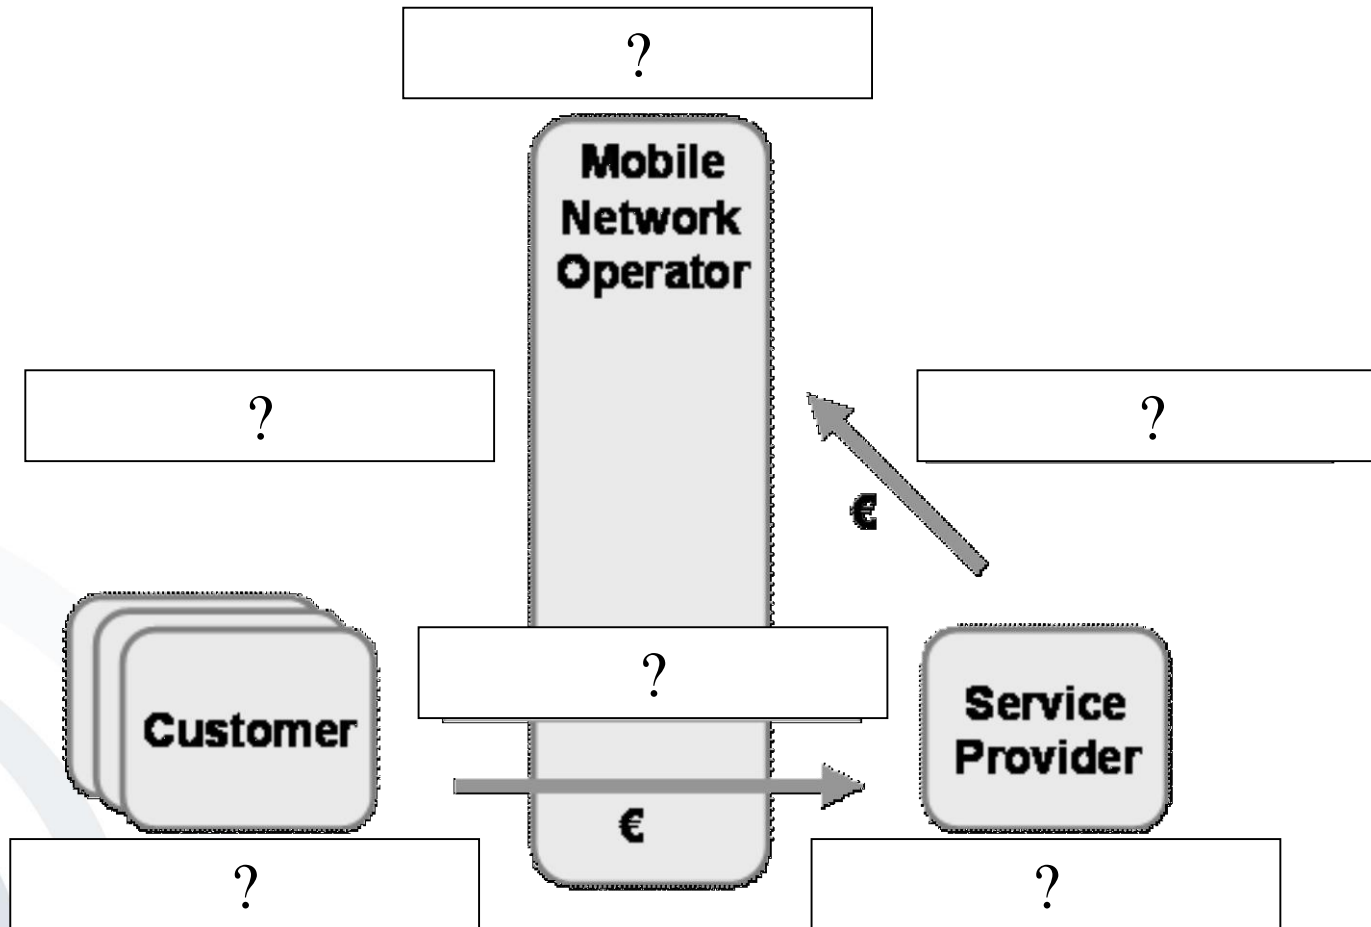 ?
Mobile
Network
Operator
?
?
€
?
Customer
Service
Provider
€
?
?